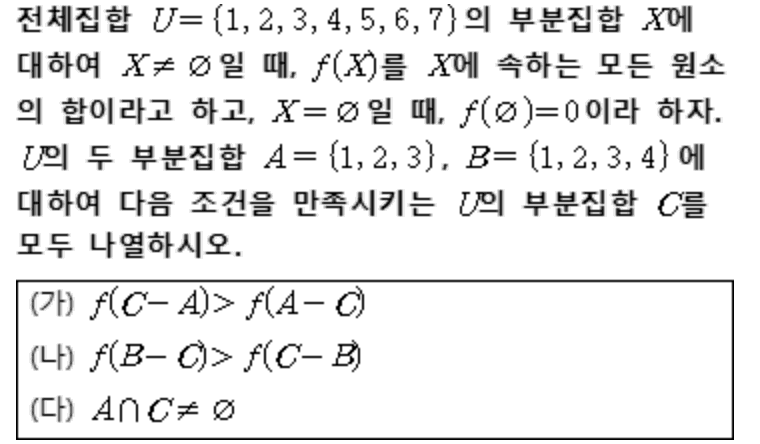 전체집합 U= {1, 2, 3, 4, 5, 6, 7}의 부분집합 X에
대하여 X≠ ∅일 때, f(X)를 X에 속하는 모든 원소
의 합이라고 하고, X=∅일 때, f(∅)=0이라 하자.
U의 두 부분집합 A= {1, 2, 3}, B= {1, 2, 3, 4}에
대하여 다음 조건을 만족시키는 U의 부분집합 C를
모두 나열하시오.
(가) f(C− A)> f(A− C)
(나) f(B− C)> f(C− B)
(다) A∩C≠ ∅